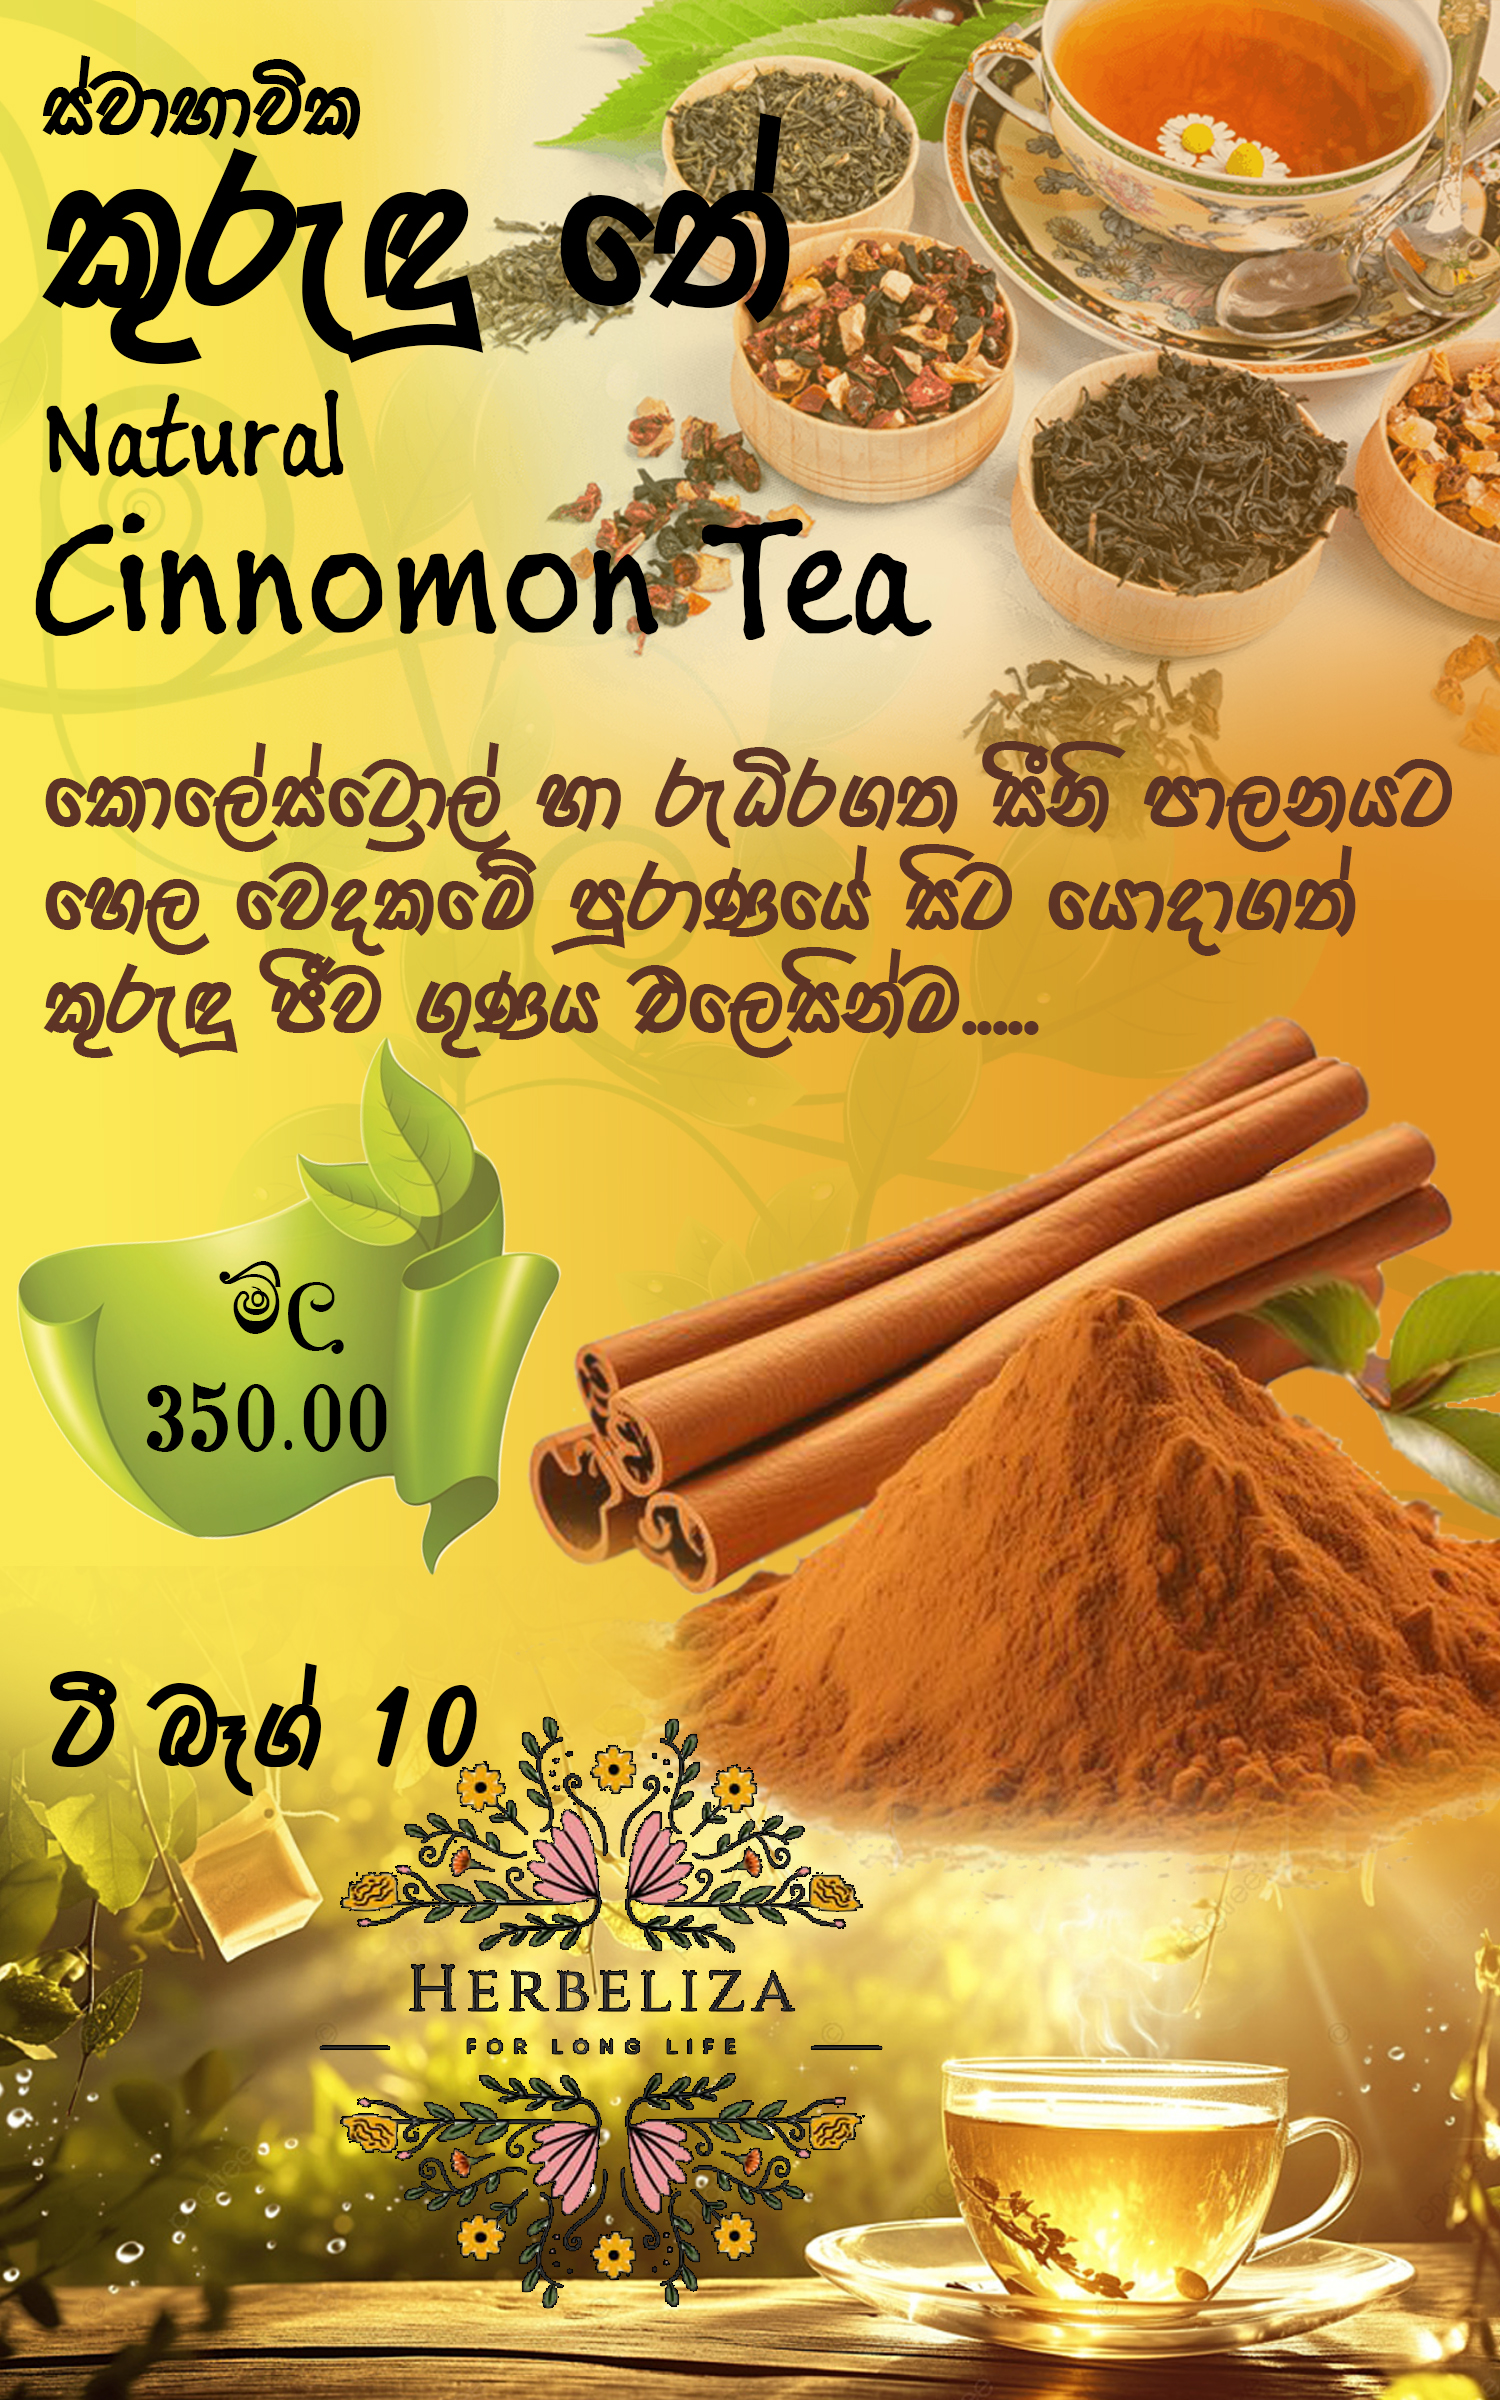 ස්වාභාවික
කුරුඳු තේ
Natural
Cinnomon Tea
කොලේස්ට්‍රොල් හා රුධිරගත සීනි පාලනයට
හෙල වෙදකමේ පුරාණයේ සිට යොදාගත්
කුරුඳු ජීව ගුණය එලෙසින්ම.....
මිල
350.00
ටී බෑග් 10
HERBELIZA
FOR LONG LIFE